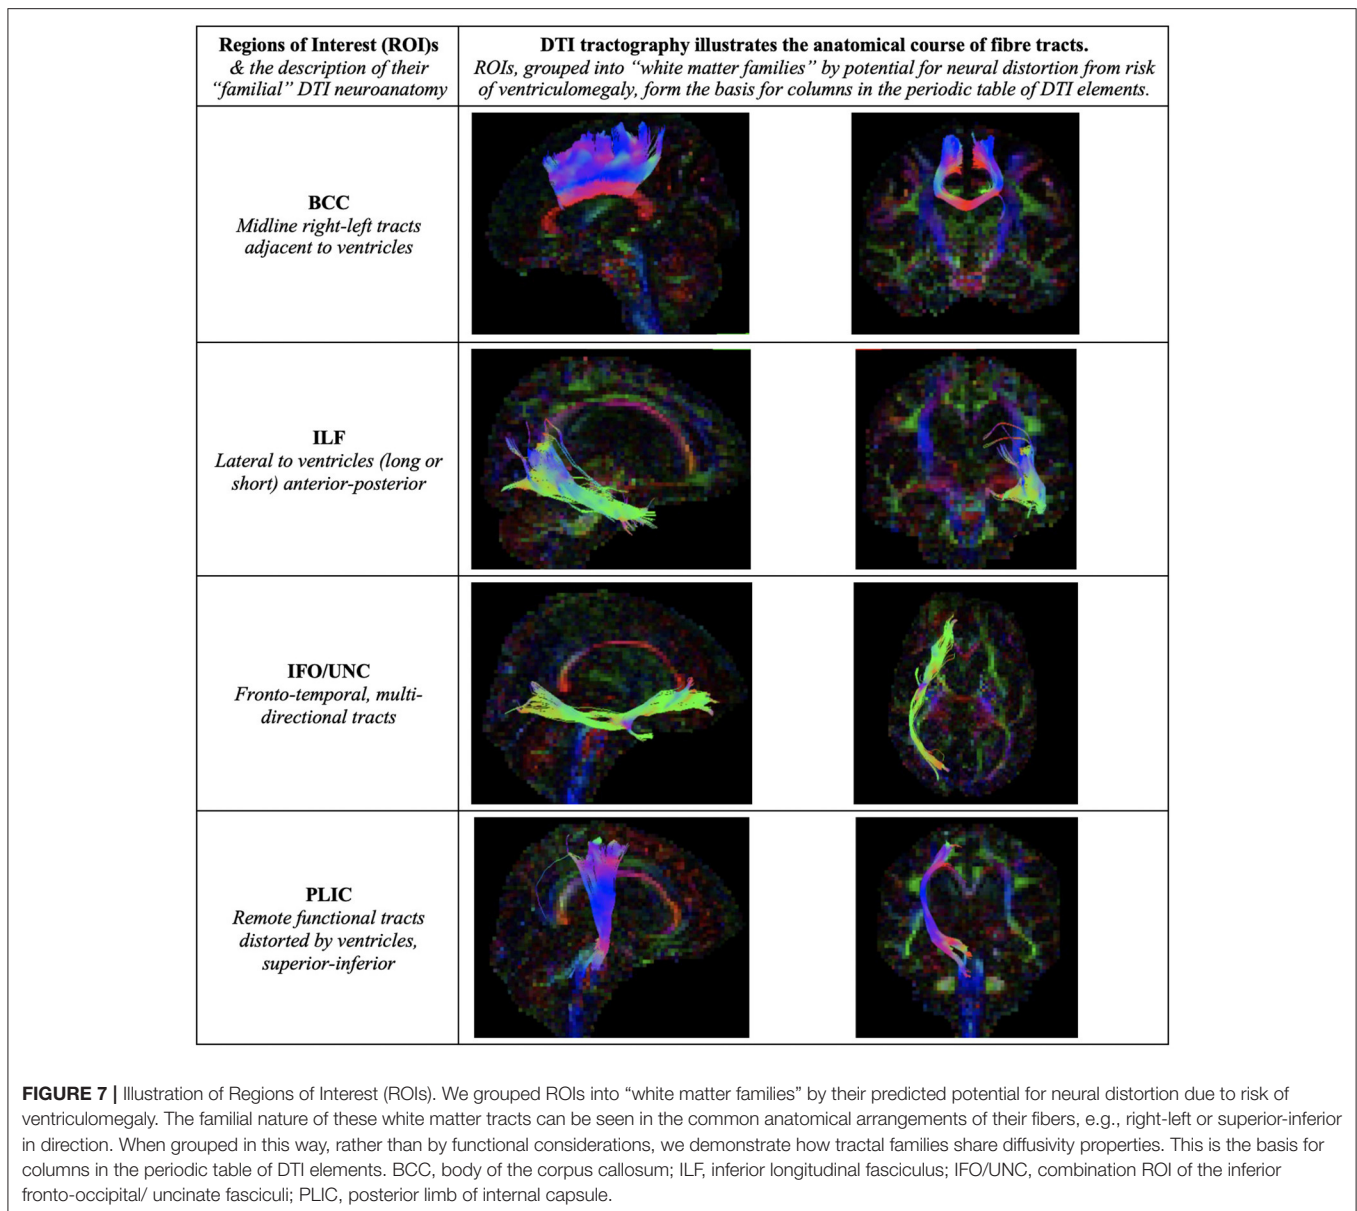 Regions of Interest (ROI)s
& the description of their
“familial” DTI neuroanatomy
DTI tractography illustrates the anatomical course of fibre tracts.
ROIs, grouped into “white matter families” by potential for neural distortion from risk
of ventriculomegaly, form the basis for columns in the periodic table of DTI elements.
BCC
Midline right-left tracts
adjacent to ventricles
ILF
Lateral to ventricles (long or
short) anterior-posterior
IFO/UNC
Fronto-temporal, multi-
directional tracts
PLIC
Remote functional tracts
distorted by ventricles,
superior-inferior
FIGURE 7 | Illustration of Regions of Interest (ROIs). We grouped ROIs into “white matter families” by their predicted potential for neural distortion due to risk of
ventriculomegaly. The familial nature of these white matter tracts can be seen in the common anatomical arrangements of their fibers, e.g., right-left or superior-inferior
in direction. When grouped in this way, rather than by functional considerations, we demonstrate how tractal families share diffusivity properties. This is the basis for
columns in the periodic table of DTI elements. BCC, body of the corpus callosum; ILF, inferior longitudinal fasciculus; IFO/UNC, combination ROI of the inferior
fronto-occipital/ uncinate fasciculi; PLIC, posterior limb of internal capsule.